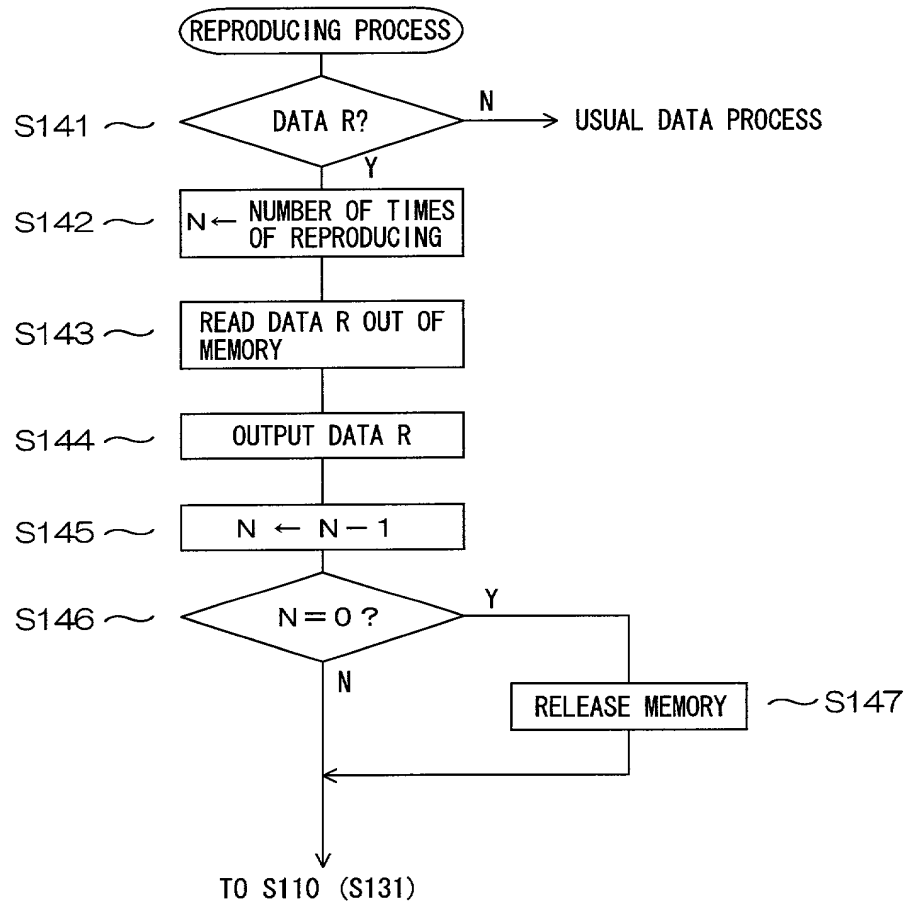 REPRODUCING PROCESS
S141
DATA R?
N
USUAL DATA PROCESS
Y
S142
N← NUMBER OF TIMES
OF REPRODUCING
S143
READ DATA R OUT OF
MEMORY
S144
OUTPUT DATA R
S145
N ← N-1
S146
N=0?
Y
N
RELEASE MEMORY
S147
TO S110 (S131)